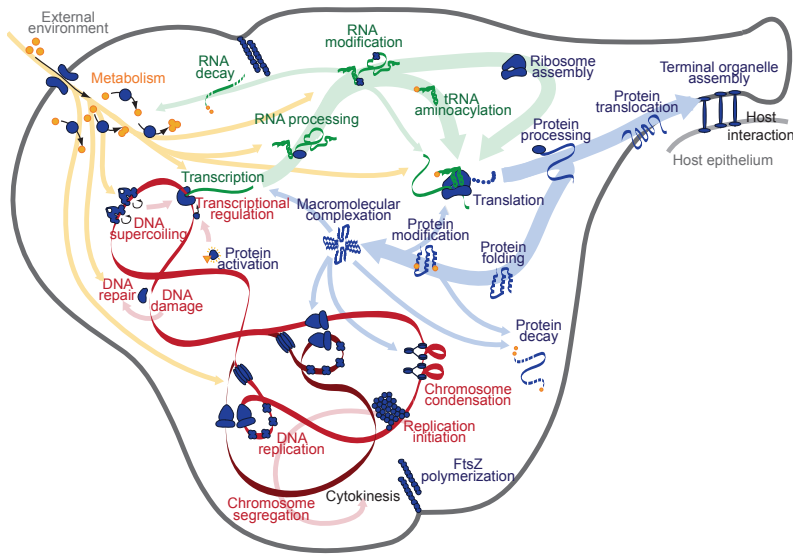 External
environment
Metabolism
RNA
decay
RNA
modification
Ribosome
assembly
Terminal organelle
assembly
tRNA
aminoacylation
Protein
translocation
RNA processing
Protein
processing
Host
interaction
Host epithelium
Transcription
Transcriptional
regulation
Macromolecular
complexation
Translation
DNA
supercoiling
Protein
activation
Protein
modification
Protein
folding
DNA
repair
DNA
damage
Protein
decay
Chromosome
condensation
Replication
initiation
DNA
replication
FtsZ
polymerization
Cytokinesis
Chromosome
segregation